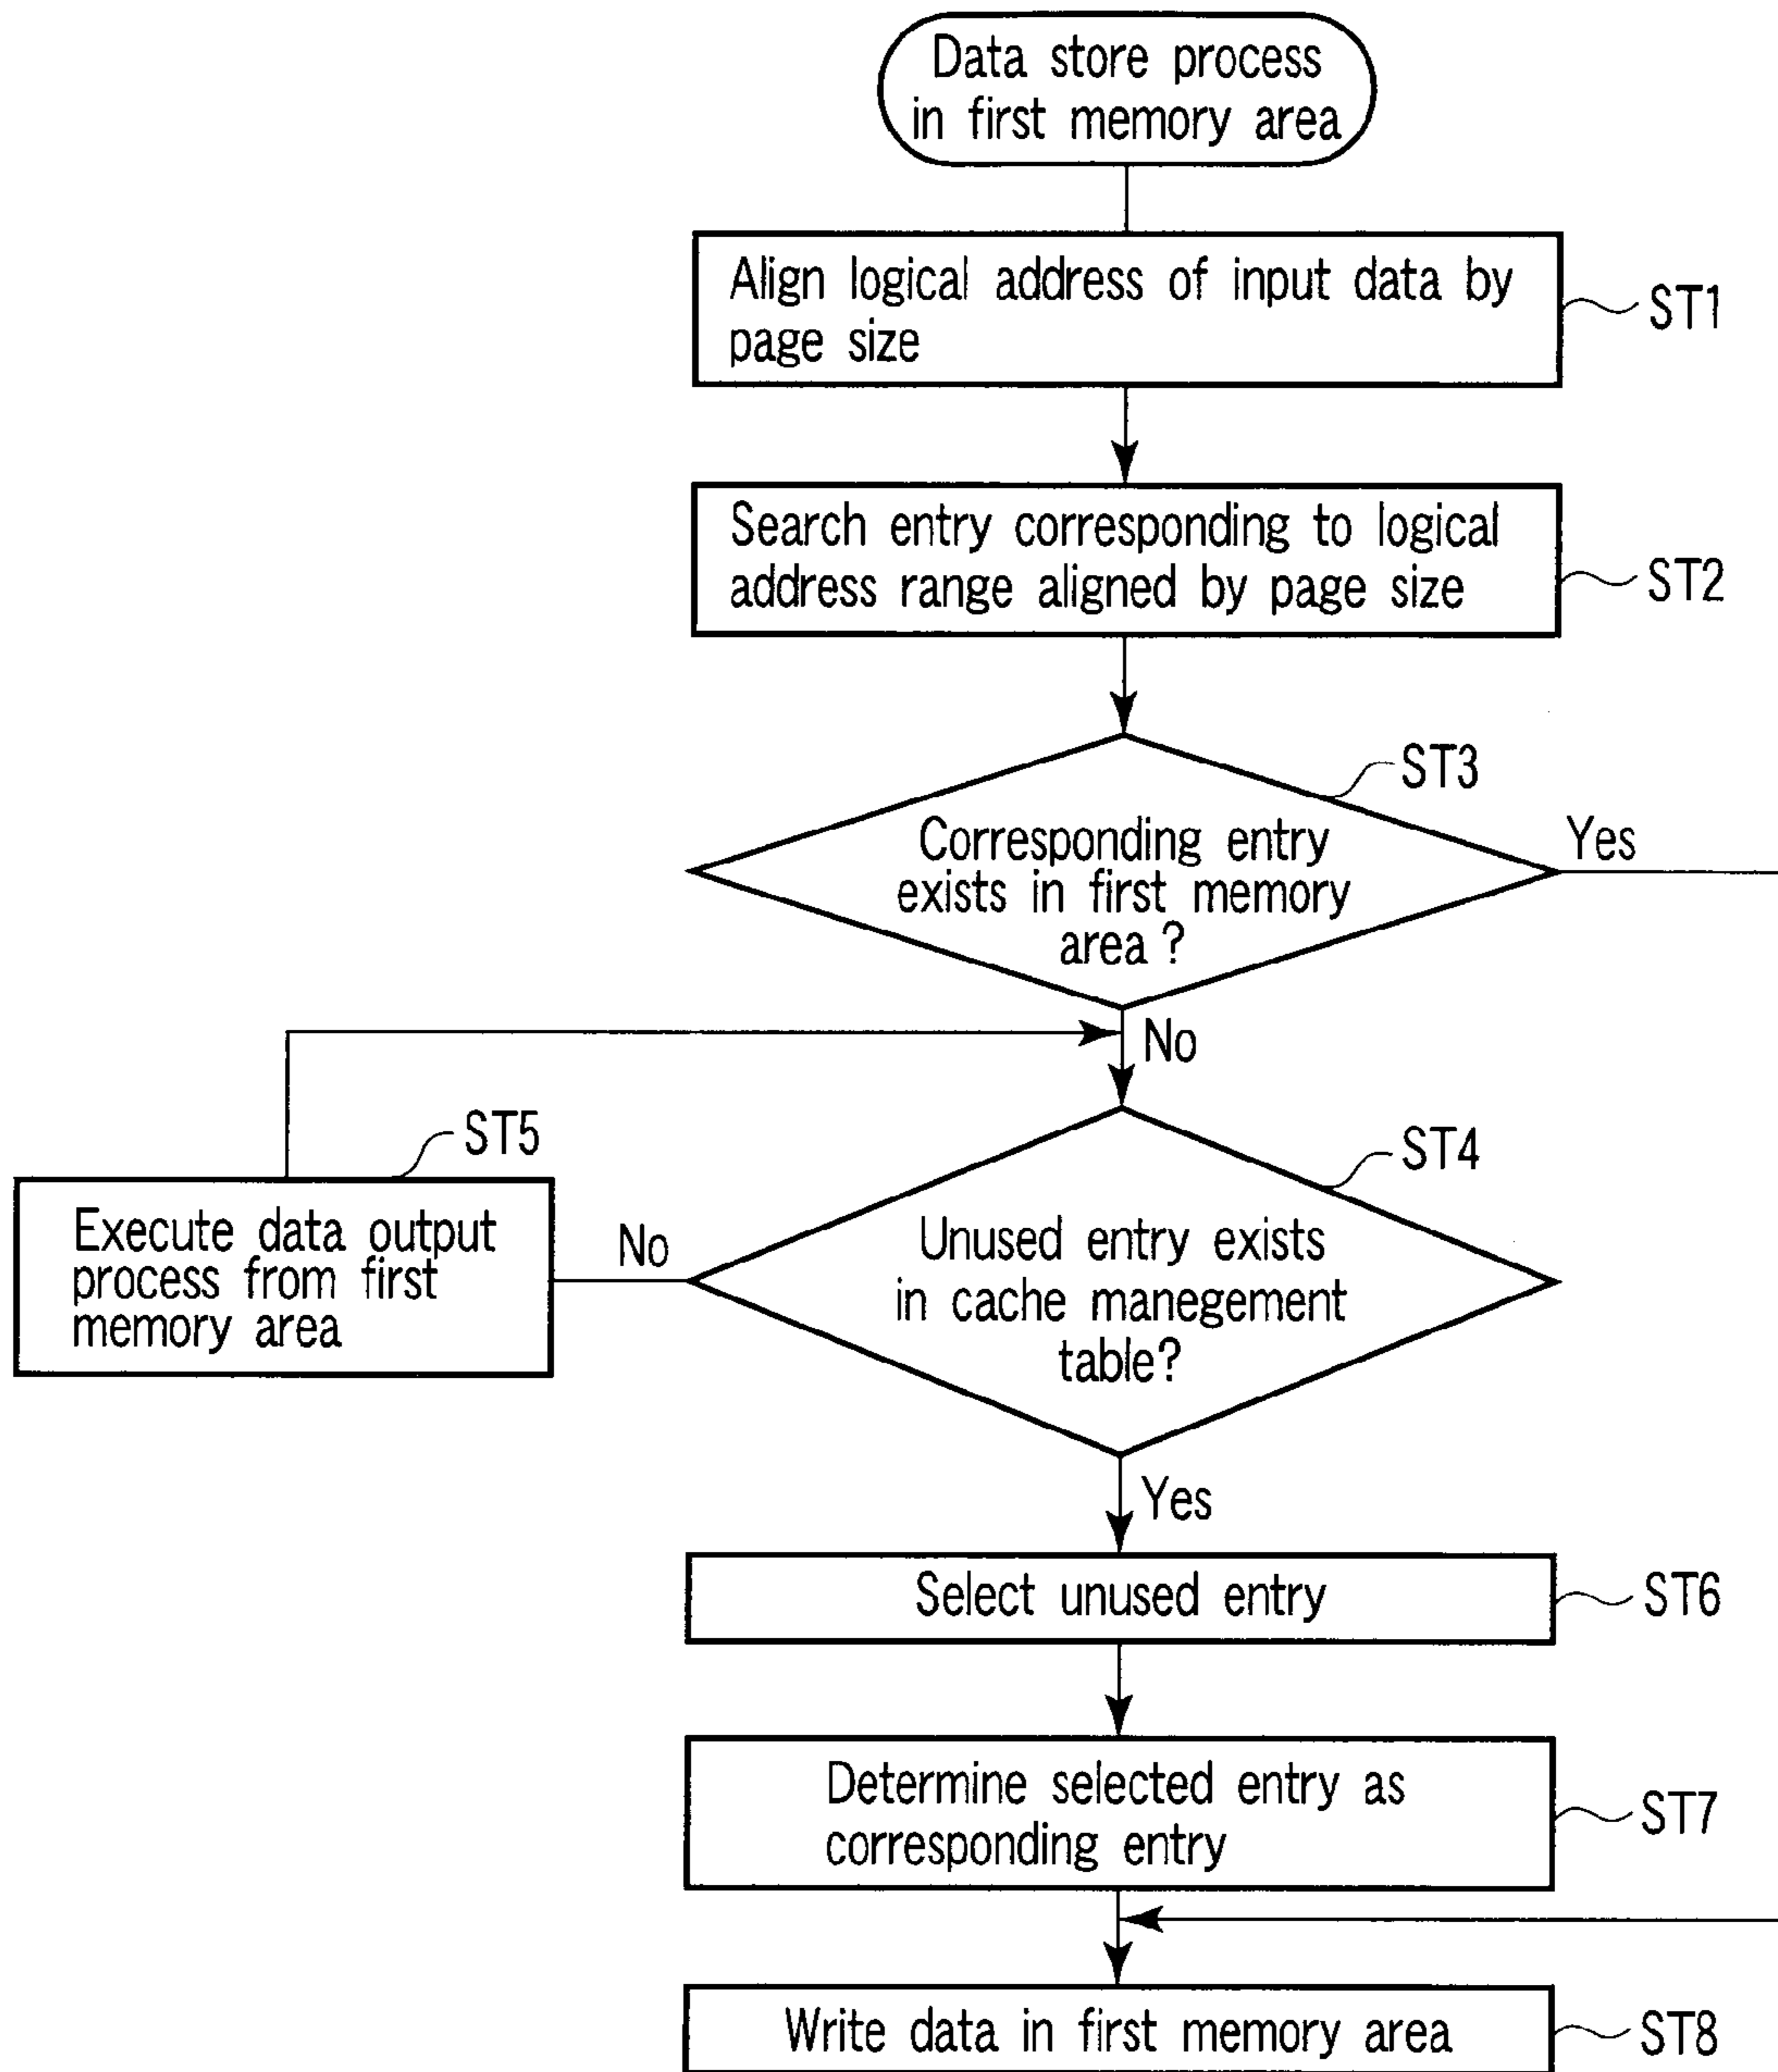 Data store process
in first memory area
Align logical address of input data by
page size
ST1
Search entry corresponding to logical
address range aligned by page size
ST2
ST3
Corresponding entry
exists in first memory
area ?
Yes
No
ST5
Execute data output
process from first
memory area
No
ST4
Unused entry exists
in cache manegement
table?
Yes
Select unused entry
ST6
Determine selected entry as
corresponding entry
ST7
Write data in first memory area
ST8